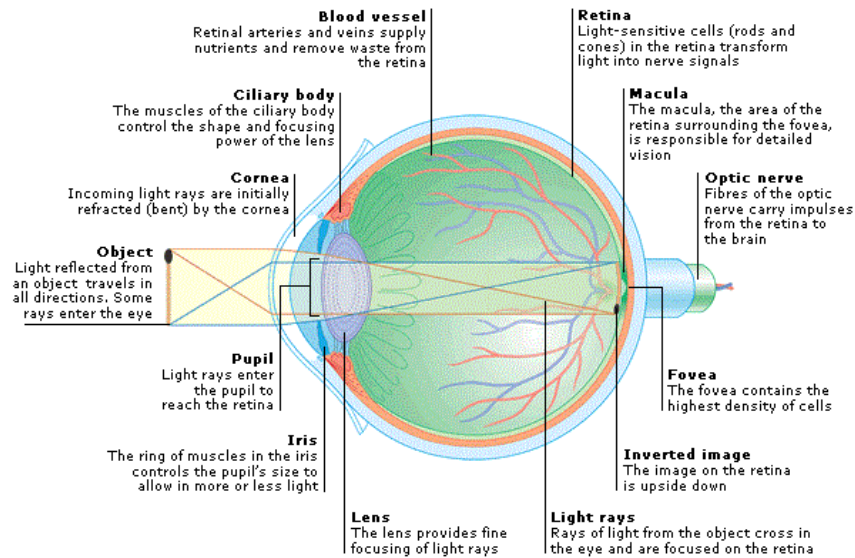 Blood vessel
Retinal arteries and veins supply
nutrients and remove waste from
the retina
Retina
Light-sensitive cells (rods and
cones) in the retina transform
light into nerve signals
Ciliary body
The muscles of the ciliary body
control the shape and focusing
power of the lens
Macula
The macula, the area of the
retina surrounding the fovea,
is responsible for detailed
vision
Cornea
Incoming light rays are initially
refracted (bent) by the cornea
Optic nerve
Fibres of the optic
nerve carry impulses
from the retina to
the brain
Object
Light reflected from
an object travels in
all directions. Some
rays enter the eye
Pupil
Light rays enter
the pupil to
reach the retina
Fovea
The fovea contains the
highest density of cells
Iris
The ring of muscles in the iris
controls the pupil's size to
allow in more or less light
Inverted image
The image on the retina
is upside down
Lens
The lens provides fine
focusing of light rays
Light rays
Rays of light from the object cross in
the eye and are focused on the retina